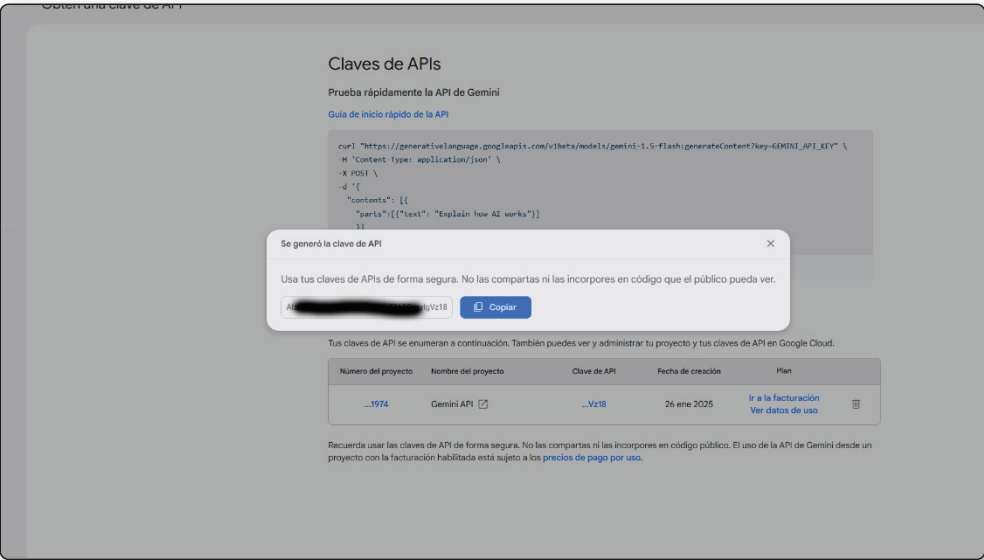 Obtén una clave de API
Claves de APIs
Prueba rápidamente la API de Gemini
Guía de inicio rápido de la API
curl "https://generativelanguage.googleapis.com/v1beta/models/gemini-1.5-flash:generateContent?key=GEMINI_API_KEY" \
-H 'Content-Type: application/json' \
-X POST \
-d '{
"contents": [{
"parts":[{"text": "Explain how AI works"}]
}]
Se generó la clave de API
Usa tus claves de APIs de forma segura. No las compartas ni las incorpores en código que el público pueda ver.
gVz18
Copiar
Tus claves de API se enumeran a continuación. También puedes ver y administrar tu proyecto y tus claves de API en Google Cloud.
Número del proyecto Nombre del proyecto Clave de API Fecha de creación Plan
...1974 Gemini API ...Vz18 26 ene 2025 Ir a la facturación
Ver datos de uso
Recuerda usar las claves de API de forma segura. No las compartas ni las incorpores en código público. El uso de la API de Gemini desde un
proyecto con la facturación habilitada está sujeto a los precios de pago por uso.